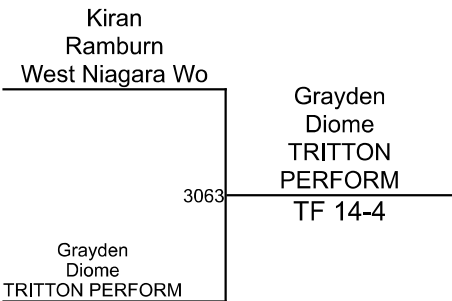 Kiran
Ramburn
West Niagara Wo
Grayden
Diome
TRITTON
PERFORM
3063
TF 14-4
Grayden
Diome
TRITTON PERFORM